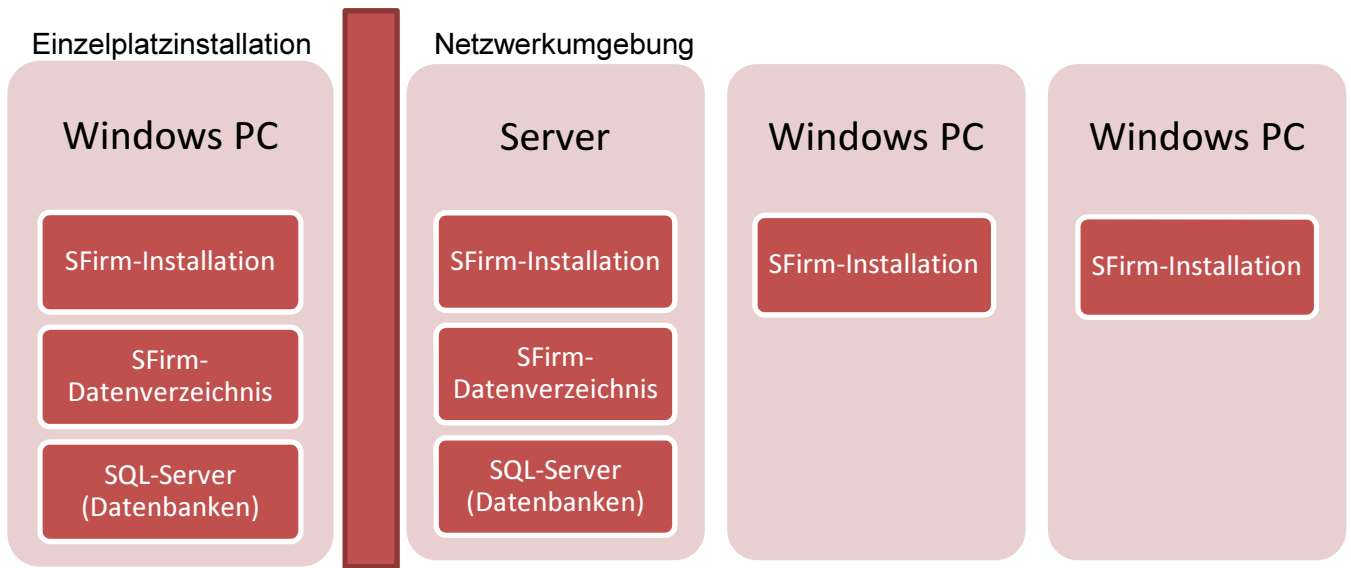 Einzelplatzinstallation
Windows PC
SFirm-Installation
SFirm-
Datenverzeichnis
SQL-Server
(Datenbanken)
Netzwerkumgebung
Server
SFirm-Installation
SFirm-
Datenverzeichnis
SQL-Server
(Datenbanken)
Windows PC
SFirm-Installation
Windows PC
SFirm-Installation